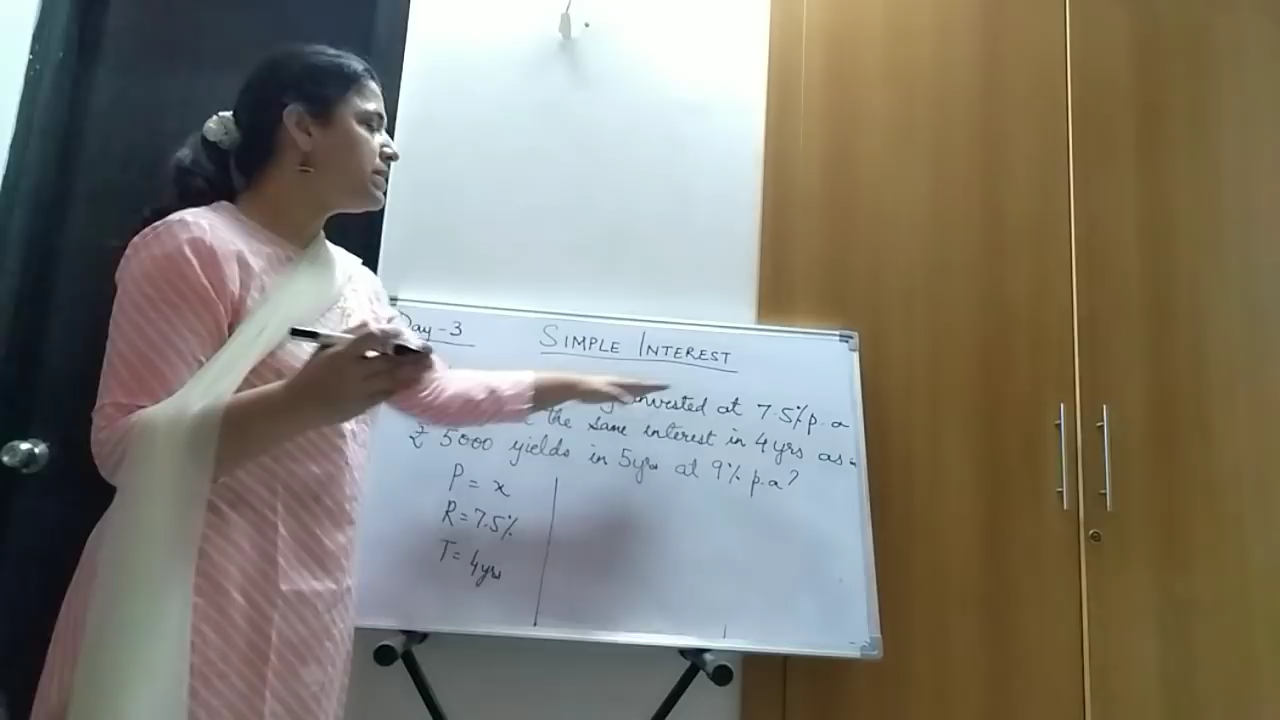 Day-3
SIMPLE INTEREST
invested at 7.5% p.a
the same interest in 4yrs as
₹ 5000 yields in 5yrs at 9% p.a?
P = x
R = 7.5%
T = 4yrs